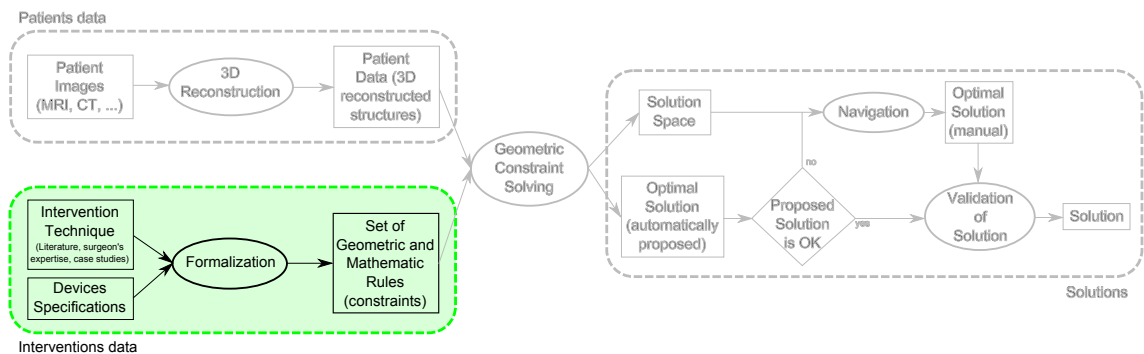 Patients data
Patient
Images
(MRI, CT, ...)
3D
Reconstruction
Patient
Data (3D
reconstructed
structures)
Intervention
Technique
(Literature, surgeon's
expertise, case studies)
Devices
Specifications
Formalization
Set of
Geometric and
Mathematic
Rules
(constraints)
Interventions data
Geometric
Constraint
Solving
Solution
Space
Navigation
Optimal
Solution
(manual)
no
Optimal
Solution
(automatically
proposed)
Proposed
Solution
is OK
yes
Validation
of
Solution
Solution
Solutions